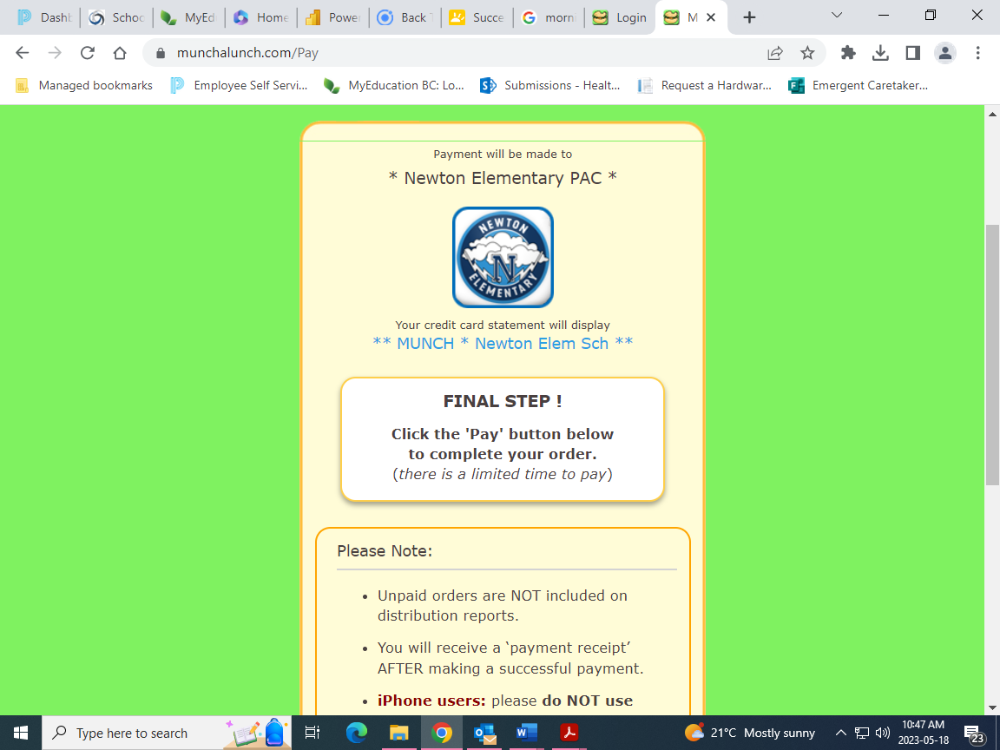 Dashb
Schoo
MyEd
Home
Power
Back T
Succe
morni
Login
M
munchalunch.com/Pay
Managed bookmarks
Employee Self Servi...
MyEducation BC: Lo...
Submissions - Healt...
Request a Hardwar...
Emergent Caretaker...
Payment will be made to
* Newton Elementary PAC *
NEWTON
N
ELEMENTARY
Your credit card statement will display
** MUNCH * Newton Elem Sch **
FINAL STEP !
Click the 'Pay' button below
to complete your order.
(there is a limited time to pay)
Please Note:
• Unpaid orders are NOT included on
distribution reports.
• You will receive a ‵payment receipt′
AFTER making a successful payment.
• iPhone users: please do NOT use
Type here to search
21°C Mostly sunny
10:47 AM
2023-05-18
23